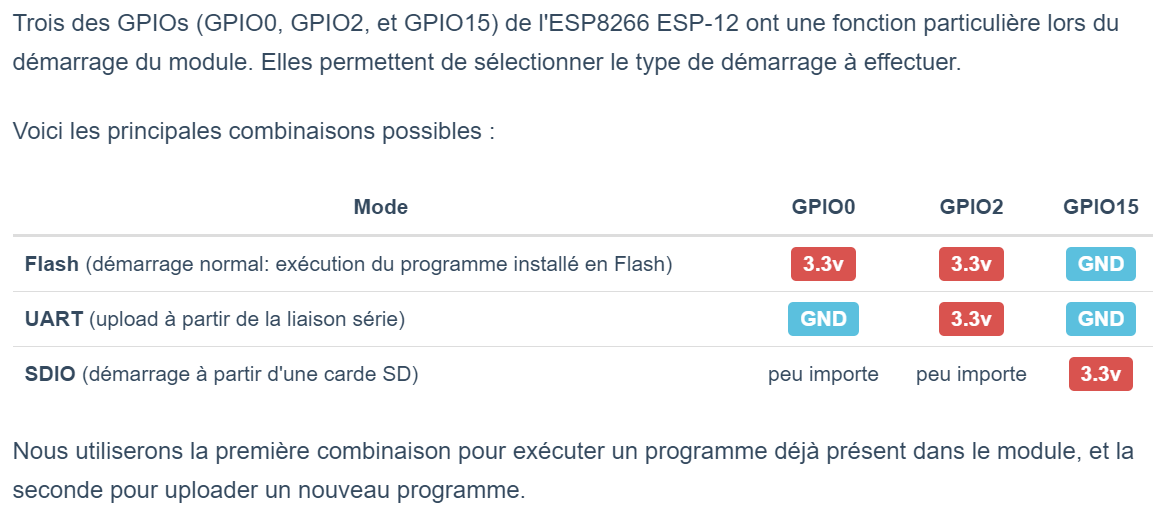 Trois des GPIOs (GPIO0, GPIO2, et GPIO15) de l'ESP8266 ESP-12 ont une fonction particulière lors du
démarrage du module. Elles permettent de sélectionner le type de démarrage à effectuer.
Voici les principales combinaisons possibles :
Mode GPIO0 GPIO2 GPIO15
Flash (démarrage normal: exécution du programme installé en Flash) 3.3v 3.3v GND
UART (upload à partir de la liaison série) GND 3.3v GND
SDIO (démarrage à partir d'une carde SD) peu importe peu importe 3.3v
Nous utiliserons la première combinaison pour exécuter un programme déjà présent dans le module, et la
seconde pour uploader un nouveau programme.